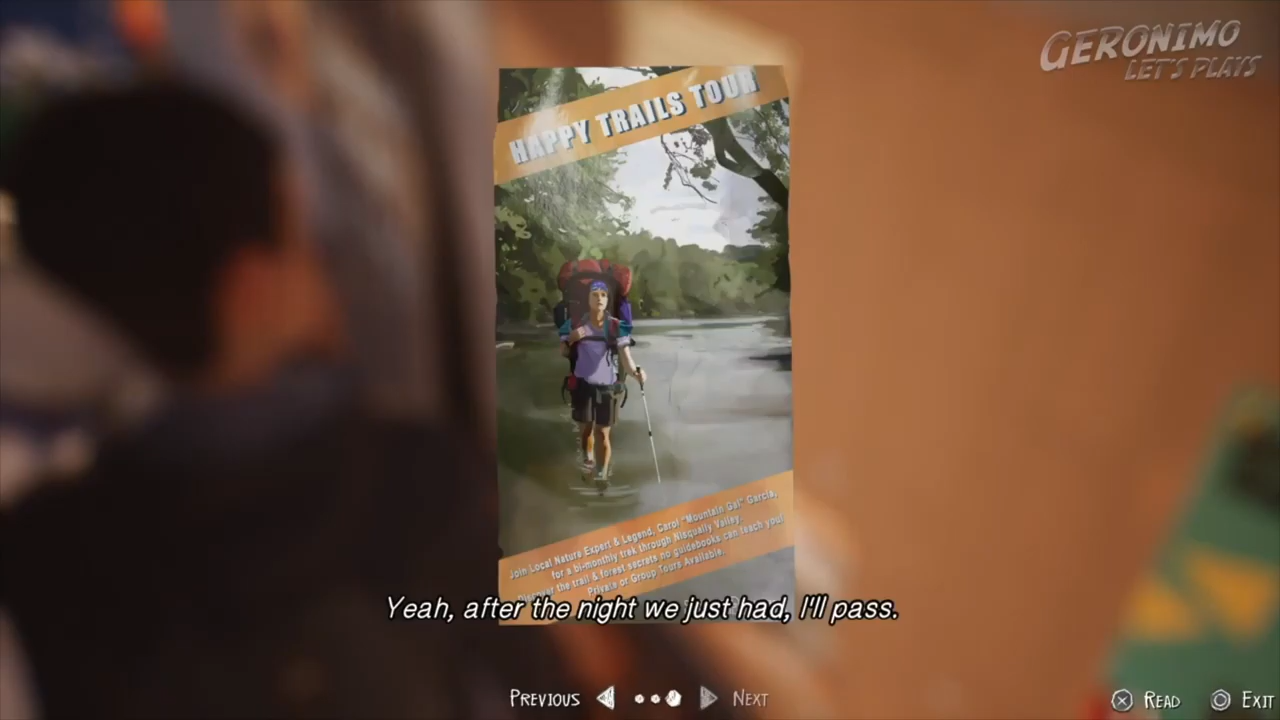 GERONIMO
LET'S PLAYS
HAPPY TRAILS TOUR
Join Local Nature Expert & Legend, Carol "Mountain Gal" Garcia,
for a bi-monthly trek through Nisqually Valley.
Discover the trail & forest secrets no guidebooks can teach you!
Private or Group Tours Available.
Yeah, after the night we just had, I'll pass.
PREVIOUS NEXT
READ EXIT